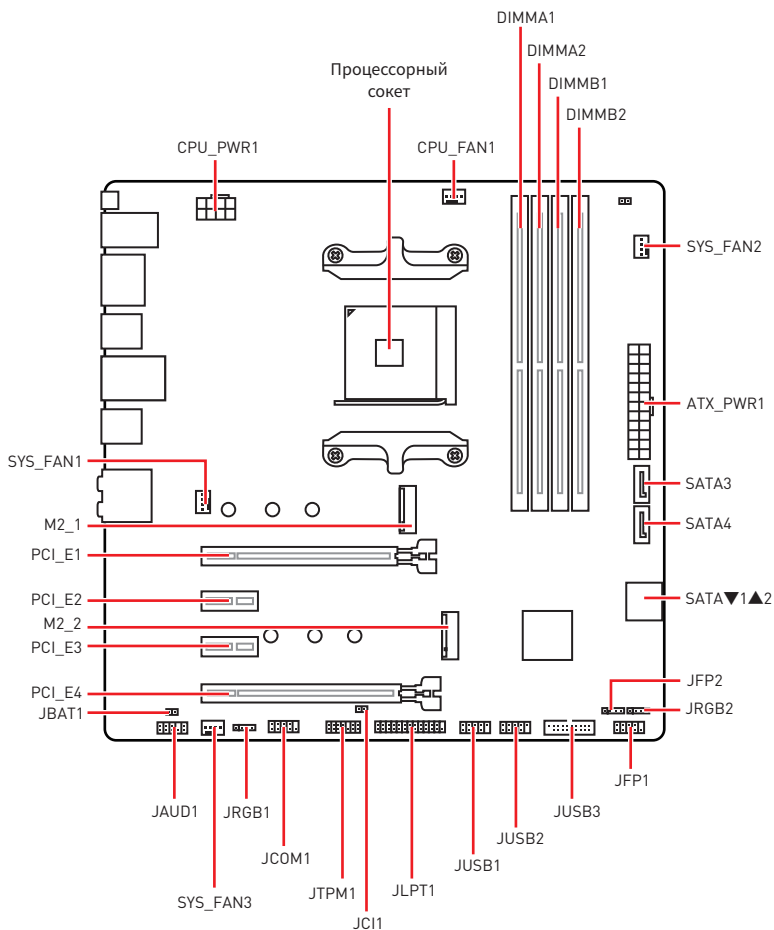 DIMMA1
DIMMA2
Процессорный
сокет
DIMMB1
DIMMB2
CPU_PWR1
CPU_FAN1
SYS_FAN2
ATX_PWR1
SYS_FAN1
SATA3
M2_1
SATA4
PCI_E1
PCI_E2
SATA▼1▲2
M2_2
PCI_E3
JFP2
PCI_E4
JBAT1
JRGB2
JFP1
JAUD1
JRGB1
JUSB3
JUSB2
JCOM1
JUSB1
JTPM1
JLPT1
SYS_FAN3
JCI1